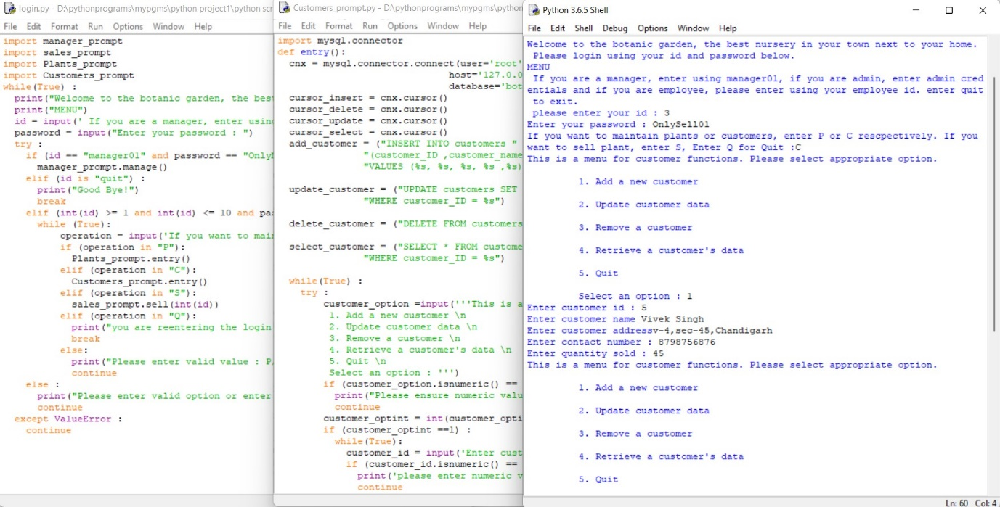 login.py - D:\pythonprograms\mypgms\python project1\python scr
File Edit Format Run Options Window Help
import manager_prompt
import sales_prompt
import Plants_prompt
import Customers_prompt
while(True) :
print("Welcome to the botanic garden, the bes
print("MENU")
id = input(' If you are a manager, enter usin
password = input("Enter your password : ")
try :
if (id == "manager01" and password == "Only
manager_prompt.manage()
elif (id is "quit") :
print("Good Bye!")
break
elif (int(id) >= 1 and int(id) <= 10 and pa
while (True):
operation = input('If you want to mai
if (operation in "P"):
Plants_prompt.entry()
elif (operation in "C"):
Customers_prompt.entry()
elif (operation in "S"):
sales_prompt.sell(int(id))
elif (operation in "Q"):
print("you are reentering the login
break
else:
print("Please enter valid value : P
continue
else :
print("Please enter valid option or enter
continue
except ValueError :
continue
Customers_prompt.py - D:\pythonprograms\mypgms\python
File Edit Format Run Options Window Help
import mysql.connector
def entry():
cnx = mysql.connector.connect(user='root'
host='127.0.0
database='bot
cursor_insert = cnx.cursor()
cursor_delete = cnx.cursor()
cursor_update = cnx.cursor()
cursor_select = cnx.cursor()
add_customer = ("INSERT INTO customers "
"(customer_ID ,customer_name
"VALUES (%s, %s, %s, %s ,%s)
update_customer = ("UPDATE customers SET
"WHERE customer_ID = %s")
delete_customer = ("DELETE FROM customers
select_customer = ("SELECT * FROM custome
"WHERE customer_ID = %s")
while(True) :
try :
customer_option =input('''This is a
1. Add a new customer \n
2. Update customer data \n
3. Remove a customer \n
4. Retrieve a customer's data \n
5. Quit \n
Select an option : ''')
if (customer_option.isnumeric() ==
print("Please ensure numeric valu
continue
customer_optint = int(customer_opti
if (customer_optint ==1) :
while(True):
customer_id = input('Enter cust
if (customer_id.isnumeric() ==
print('please enter numeric v
continue
Python 3.6.5 Shell
File Edit Shell Debug Options Window Help
Welcome to the botanic garden, the best nursery in your town next to your home.
Please login using your id and password below.
MENU
If you are a manager, enter using manager01, if you are admin, enter admin cred
entials and if you are employee, please enter using your employee id. enter quit
to exit.
please enter your id : 3
Enter your password : OnlySell01
If you want to maintain plants or customers, enter P or C rescpectively. If you
want to sell plant, enter S, Enter Q for Quit :C
This is a menu for customer functions. Please select appropriate option.
1. Add a new customer
2. Update customer data
3. Remove a customer
4. Retrieve a customer's data
5. Quit
Select an option : 1
Enter customer id : 5
Enter customer name Vivek Singh
Enter customer addressv-4,sec-45,Chandigarh
Enter contact number : 8798756876
Enter quantity sold : 45
This is a menu for customer functions. Please select appropriate option.
1. Add a new customer
2. Update customer data
3. Remove a customer
4. Retrieve a customer's data
5. Quit
Ln: 60 Col: 4